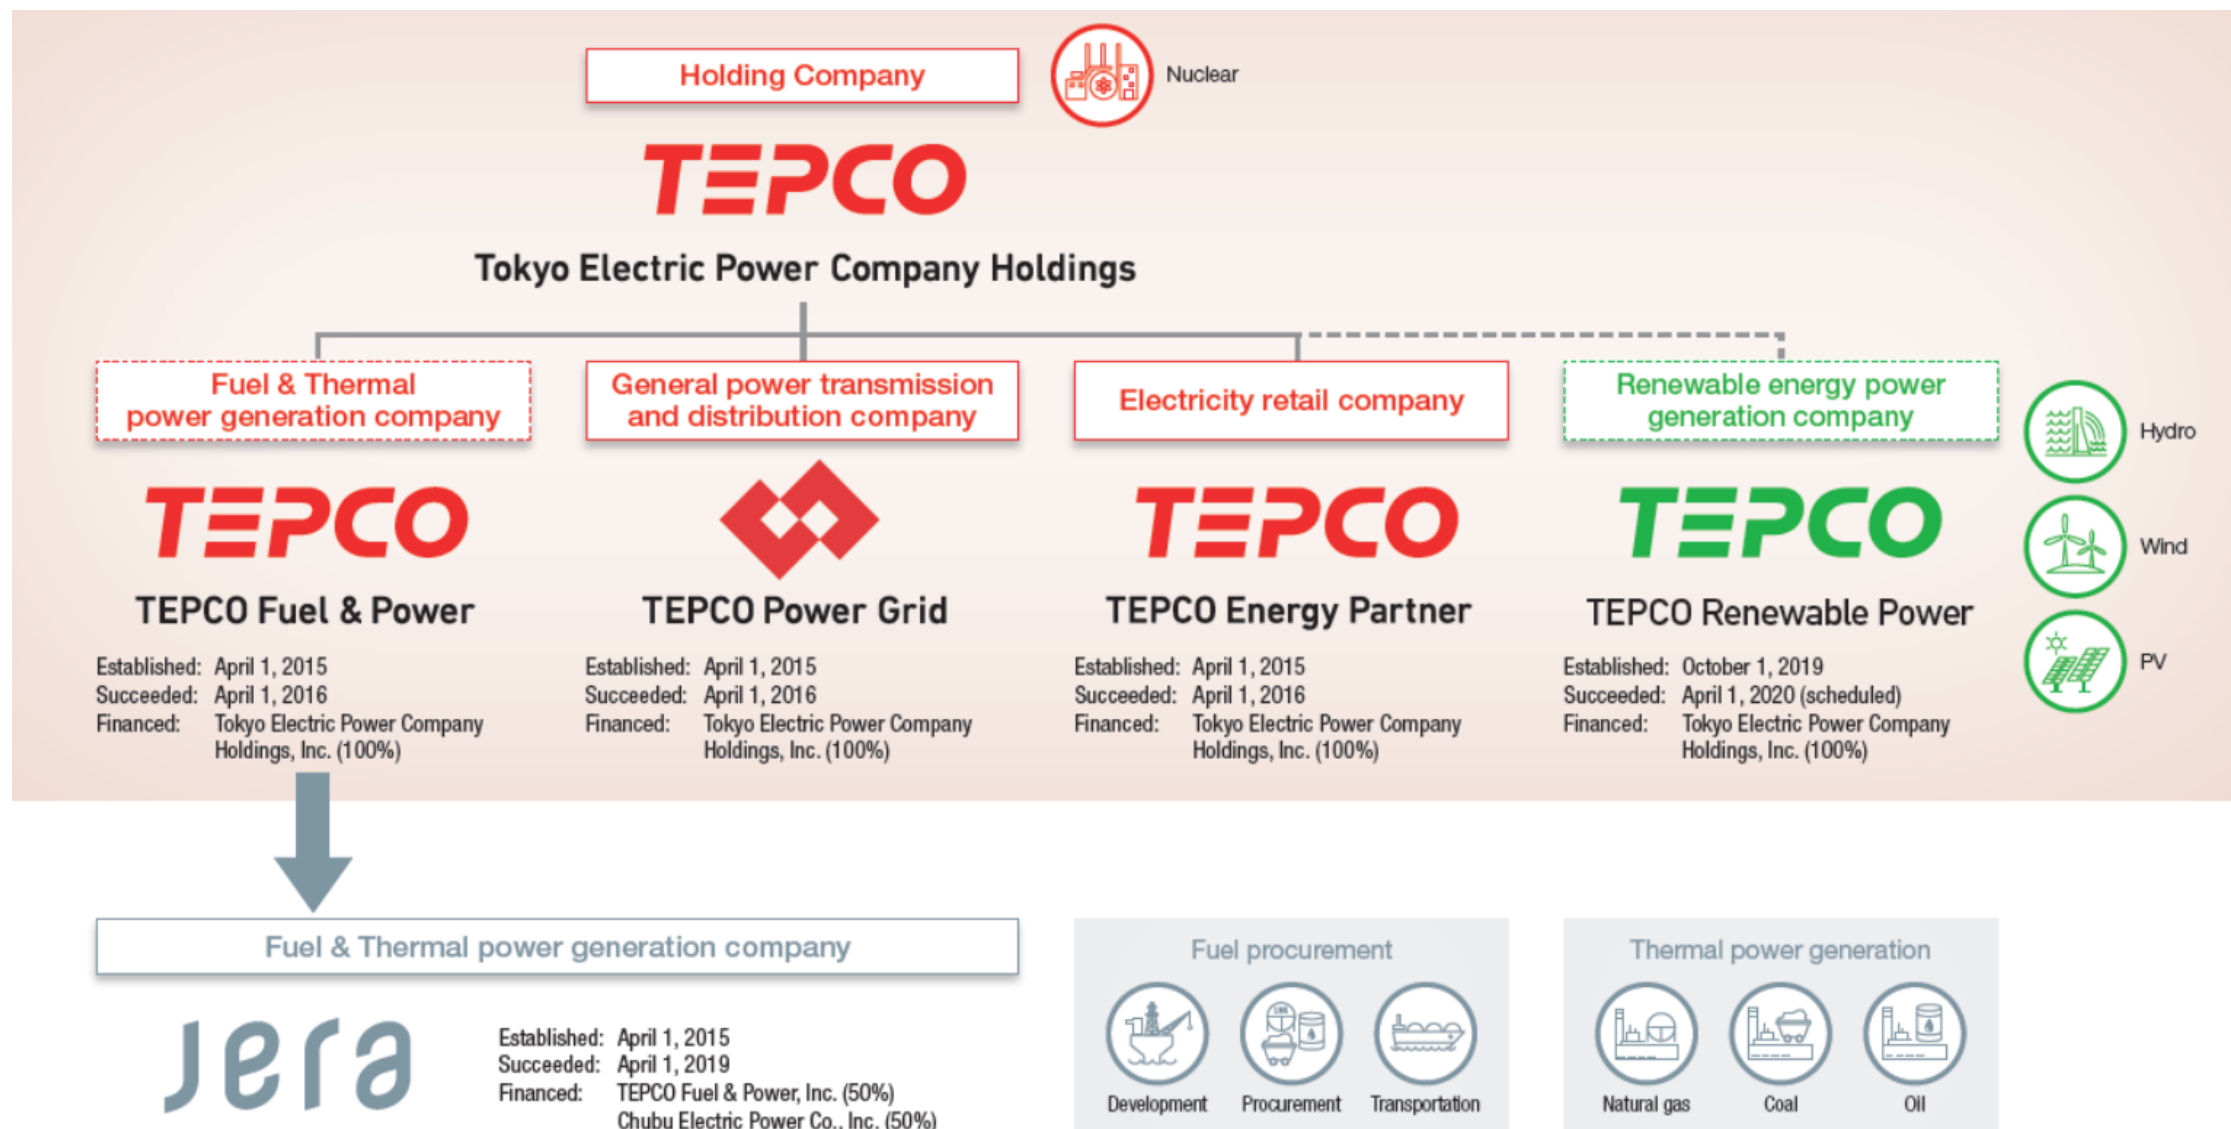 Holding Company
Nuclear
TEPCO
Tokyo Electric Power Company Holdings
Fuel & Thermal
power generation company
General power transmission
and distribution company
Electricity retail company
Renewable energy power
generation company
Hydro
Wind
PV
TEPCO
TEPCO Fuel & Power
Established: April 1, 2015
Succeeded: April 1, 2016
Financed: Tokyo Electric Power Company
Holdings, Inc. (100%)
TEPCO Power Grid
Established: April 1, 2015
Succeeded: April 1, 2016
Financed: Tokyo Electric Power Company
Holdings, Inc. (100%)
TEPCO
TEPCO Energy Partner
Established: April 1, 2015
Succeeded: April 1, 2016
Financed: Tokyo Electric Power Company
Holdings, Inc. (100%)
TEPCO
TEPCO Renewable Power
Established: October 1, 2019
Succeeded: April 1, 2020 (scheduled)
Financed: Tokyo Electric Power Company
Holdings, Inc. (100%)
Fuel & Thermal power generation company
Jera
Established: April 1, 2015
Succeeded: April 1, 2019
Financed: TEPCO Fuel & Power, Inc. (50%)
Chubu Electric Power Co., Inc. (50%)
Fuel procurement
LNG
Development
Procurement
Transportation
Thermal power generation
Natural gas
Coal
Oil